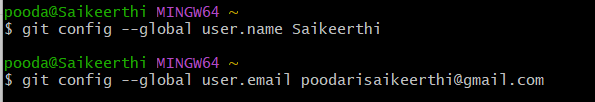 pooda@Saikeerthi MINGW64 ~
$ git config --global user.name Saikeerthi
pooda@Saikeerthi MINGW64 ~
$ git config --global user.email poodarisaikeerthi@gmail.com